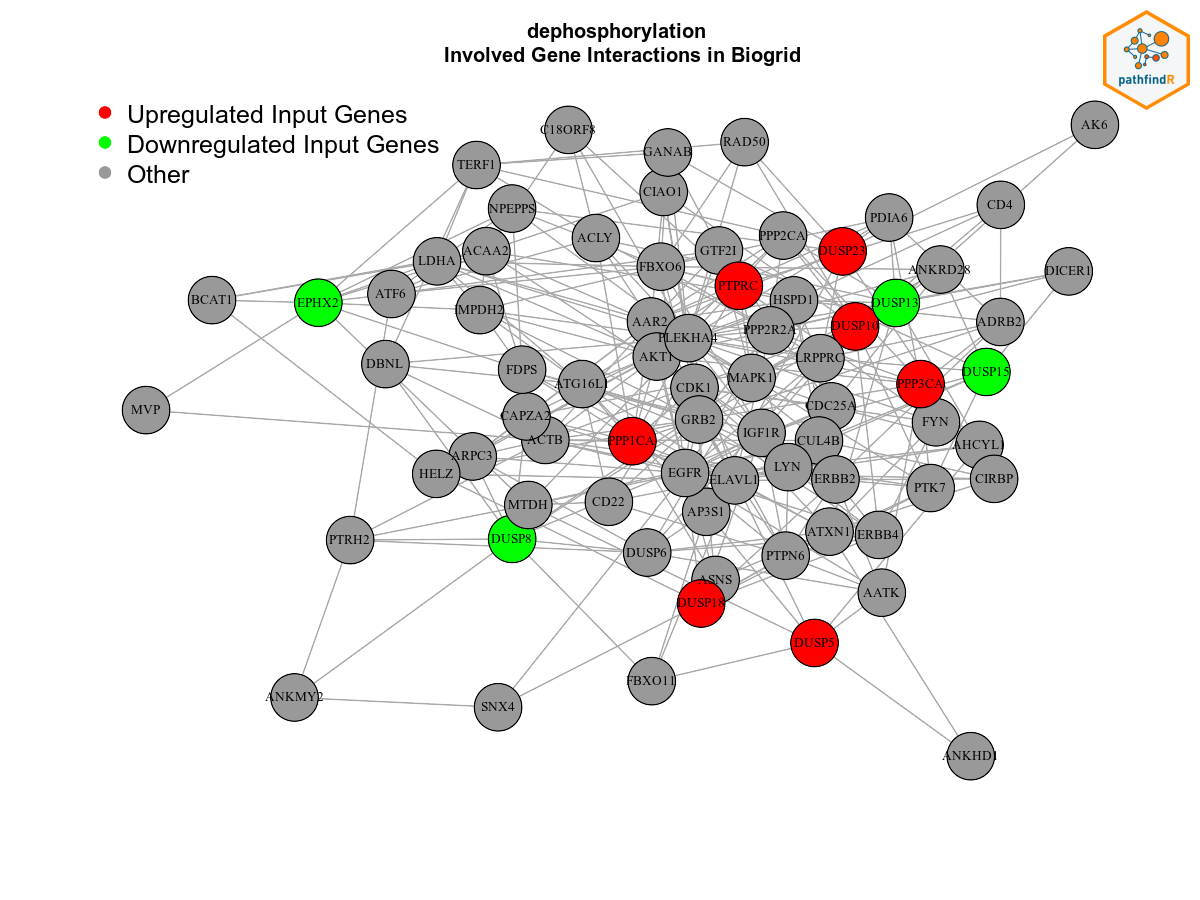 dephosphorylation
Involved Gene Interactions in Biogrid
pathfindR
Upregulated Input Genes
Downregulated Input Genes
Other
C18ORF8
AK6
RAD50
GANAB
TERF1
CIAO1
CD4
NPEPPS
PDIA6
PPP2CA
ACLY
DUSP23
GTF2I
ACAA2
LDHA
FBXO6
ANKRD28
DICER1
PTPRC
ATF6
BCAT1
HSPD1
EPHX2
DUSP13
IMPDH2
AAR2
ADRB2
DUSP10
PPP2R2A
PLEKHA4
AKT1
LRPPRC
DBNL
FDPS
DUSP15
MAPK1
ATG16L1
PPP3CA
CDK1
CDC25A
MVP
CAPZA2
GRB2
FYN
IGF1R
ACTB
PPP1CA
CUL4B
AHCYL1
ARPC3
LYN
HELZ
EGFR
ELAVL1
ERBB2
CIRBP
PTK7
CD22
MTDH
AP3S1
ATXN1
ERBB4
PTRH2
DUSP8
DUSP6
PTPN6
ASNS
AATK
DUSP18
DUSP5
FBXO11
ANKMY2
SNX4
ANKHD1